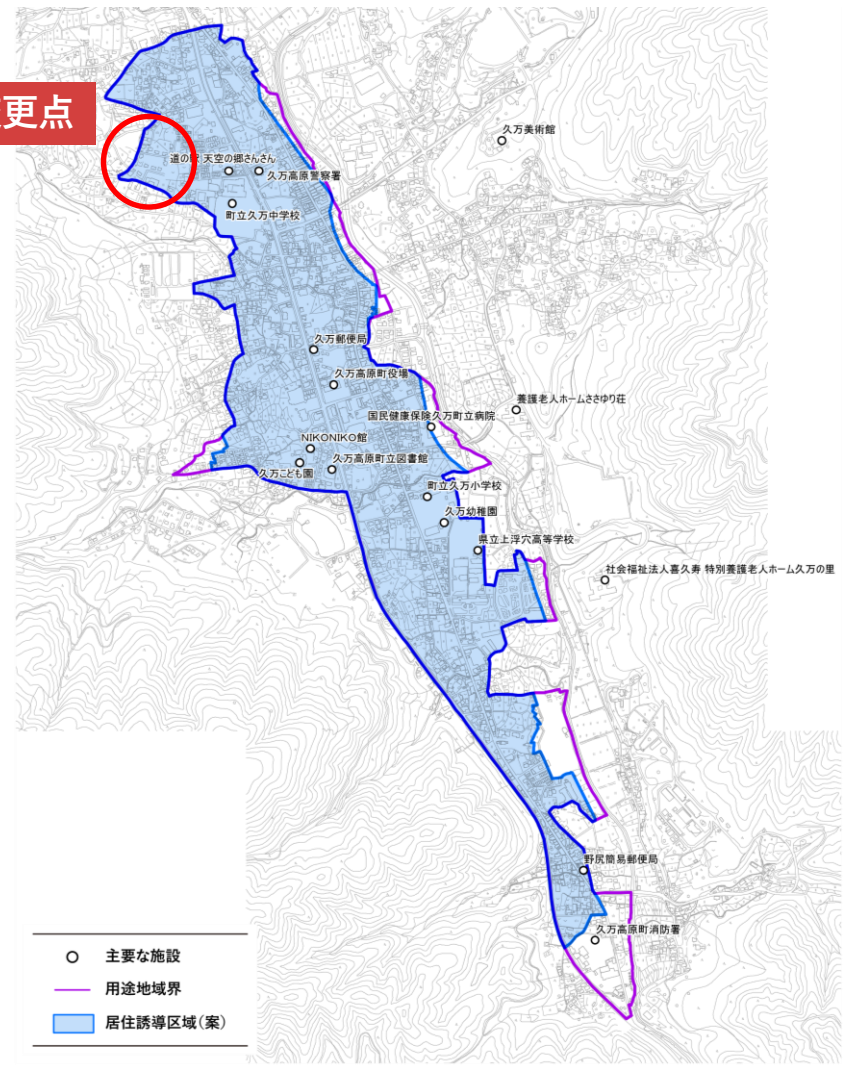 更点
久万美術館
道の駅 天空の郷さんさん
久万高原警察署
町立久万中学校
久万郵便局
久万高原町役場
養護老人ホームささゆり荘
国民健康保険久万町立病院
NIKONIKO館
久万高原町立図書館
久万こども園
町立久万小学校
久万幼稚園
県立上浮穴高等学校
社会福祉法人喜久寿 特別養護老人ホーム久万の里
野尻簡易郵便局
久万高原町消防署
主要な施設
用途地域界
居住誘導区域(案)